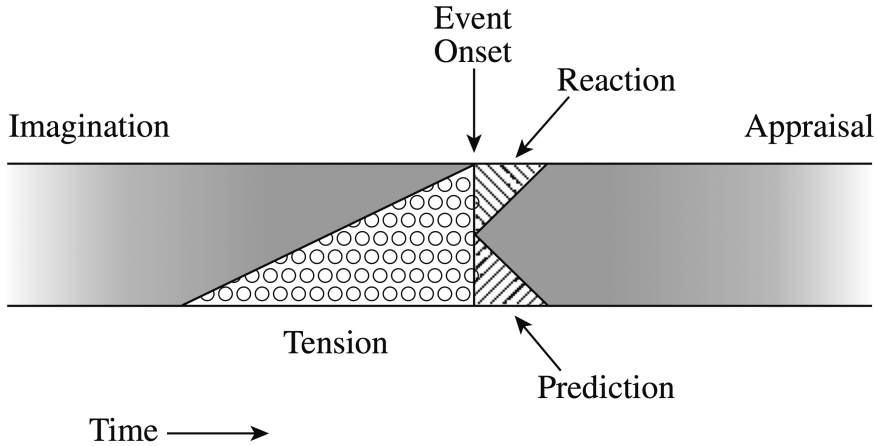 Event
Onset
Reaction
Imagination
Appraisal
Tension
Prediction
Time